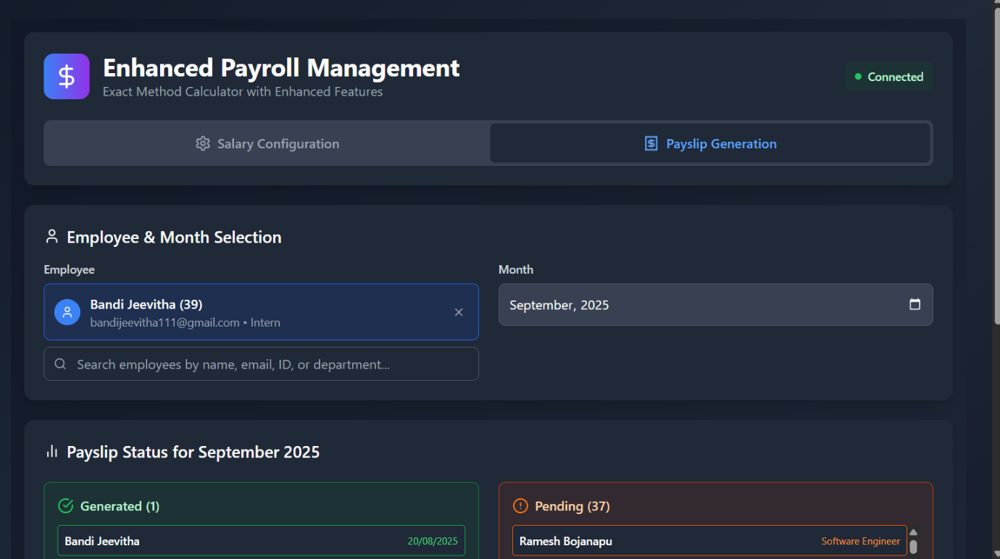 $
Enhanced Payroll Management
Exact Method Calculator with Enhanced Features
Connected
Salary Configuration
Payslip Generation
Employee & Month Selection
Employee
Month
Bandi Jeevitha (39)
bandijeevitha111@gmail.com • Intern
September, 2025
Search employees by name, email, ID, or department...
Payslip Status for September 2025
Generated (1)
Pending (37)
Bandi Jeevitha
20/08/2025
Ramesh Bojanapu
Software Engineer